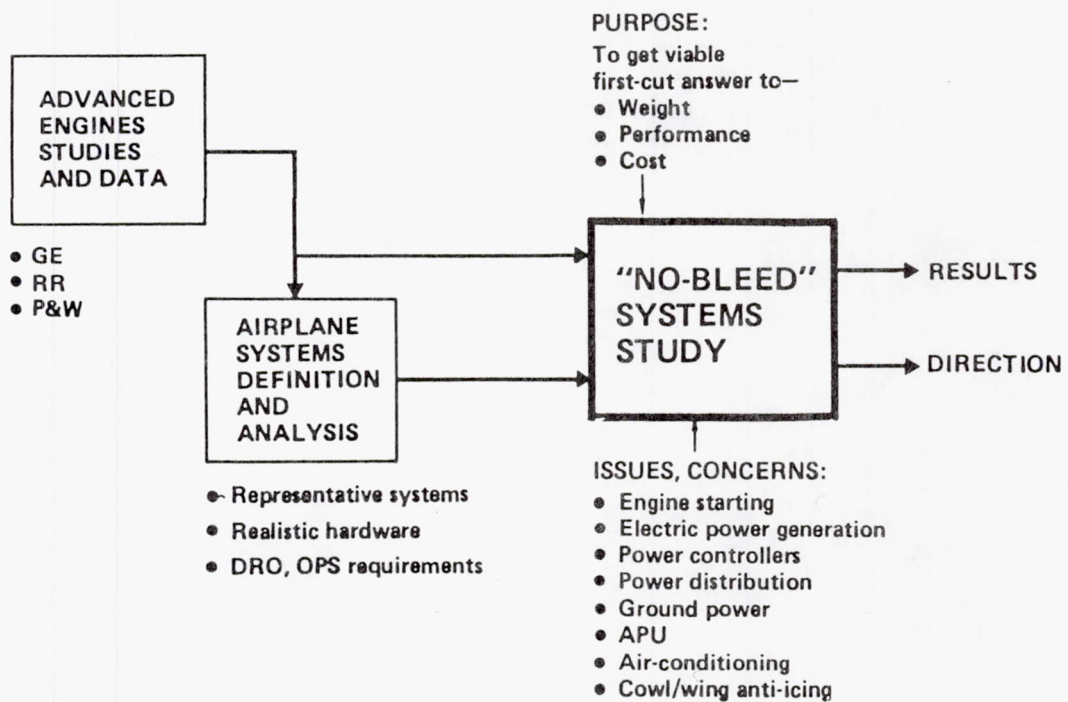 ADVANCED
ENGINES
STUDIES
AND DATA
• GE
• RR
• P&W
AIRPLANE
SYSTEMS
DEFINITION
AND
ANALYSIS
• Representative systems
• Realistic hardware
• DRO, OPS requirements
PURPOSE:
To get viable
first-cut answer to—
• Weight
• Performance
• Cost
"NO-BLEED"
SYSTEMS
STUDY
RESULTS
DIRECTION
ISSUES, CONCERNS:
• Engine starting
• Electric power generation
• Power controllers
• Power distribution
• Ground power
• APU
• Air-conditioning
• Cowl/wing anti-icing